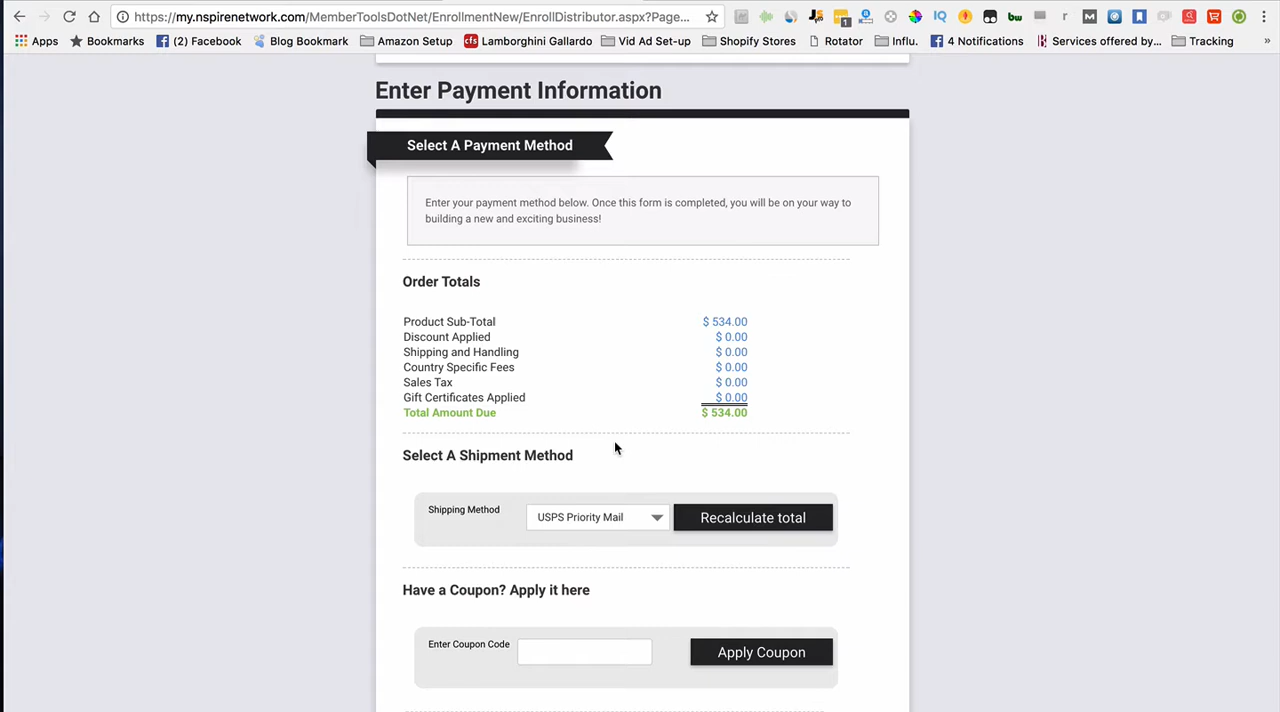 https://my.nspirenetwork.com/MemberToolsDotNet/EnrollmentNew/EnrollDistributor.aspx?Page...
Apps Bookmarks (2) Facebook Blog Bookmark Amazon Setup cfs Lamborghini Gallardo Vid Ad Set-up Shopify Stores Rotator Influ. 4 Notifications Services offered by... Tracking »
Enter Payment Information
Select A Payment Method
Enter your payment method below. Once this form is completed, you will be on your way to
building a new and exciting business!
Order Totals
Product Sub-Total $ 534.00
Discount Applied $ 0.00
Shipping and Handling $ 0.00
Country Specific Fees $ 0.00
Sales Tax $ 0.00
Gift Certificates Applied $ 0.00
Total Amount Due $ 534.00
Select A Shipment Method
Shipping Method USPS Priority Mail Recalculate total
Have a Coupon? Apply it here
Enter Coupon Code Apply Coupon